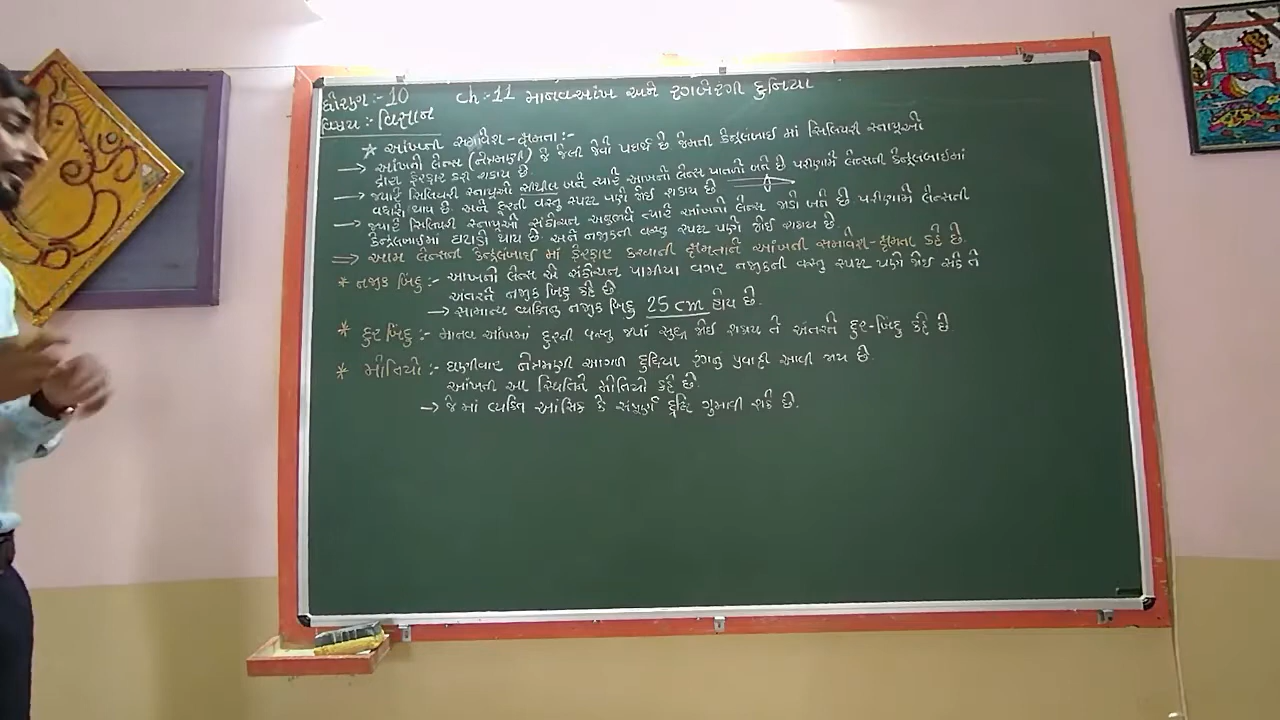 ધોરણ :- 10 ch :- 11 માનવઆંખ અને રંગબેરંગી દુનિયા
વિષય :- વિજ્ઞાન
★ આંખની સમાવેશ-ક્ષમતા :-
→ આંખનો લેન્સ (નેત્રમણી) જે જેલી જેવો પદાર્થ છે જેમની કેન્દ્રલંબાઈ માં સિલિયરી સ્નાયુઓ
દ્વારા ફેરફાર કરી શકાય છે.
→ જ્યારે સિલિયરી સ્નાયુઓ શિથીલ બને ત્યારે આંખનો લેન્સ પાતળો બને છે પરીણામે લેન્સની કેન્દ્રલંબાઈમાં
વધારો થાય છે. અને દૂરની વસ્તુ સ્પષ્ટ પણે જોઈ શકાય છે
→ જ્યારે સિલિયરી સ્નાયુઓ સંકોચન અનુભવે ત્યારે આંખનો લેન્સ જાડો બને છે પરીણામે લેન્સની
કેન્દ્રલંબાઈમાં ઘટાડો થાય છે અને નજીકની વસ્તુ સ્પષ્ટ પણે જોઈ શકાય છે.
⇒ આમ લેન્સની કેન્દ્રલંબાઈ માં ફેરફાર કરવાની ક્ષમતાને આંખની સમાવેશ-ક્ષમતા કહે છે.
* નજીક બિંદુ :- આંખનો લેન્સ એ સંકોચન પામીયા વગર નજીકની વસ્તુ સ્પષ્ટ પણે જોઈ સકે તે
અંતરને નજીક બિંદુ કહે છે
→ સામાન્ય વ્યક્તિનુ નજીક બિંદુ 25 cm હોય છે.
* દુર બિંદુ :- માનવ આંખમાં દુરની વસ્તુ જ્યાં સુધી જોઈ શકાય તે અંતરને દુર-બિંદુ કહે છે.
* મોતિયો :- ઘણીવાર નેત્રમણી આગળ દુધિયા રંગનું પ્રવાહી આવી જાય છે.
આંખની આ સ્થિતિને મોતિયો કહે છે.
→ જે માં વ્યક્તિ આંસિક કે સંપૂર્ણ દ્રષ્ટિ ગુમાવી શકે છે.